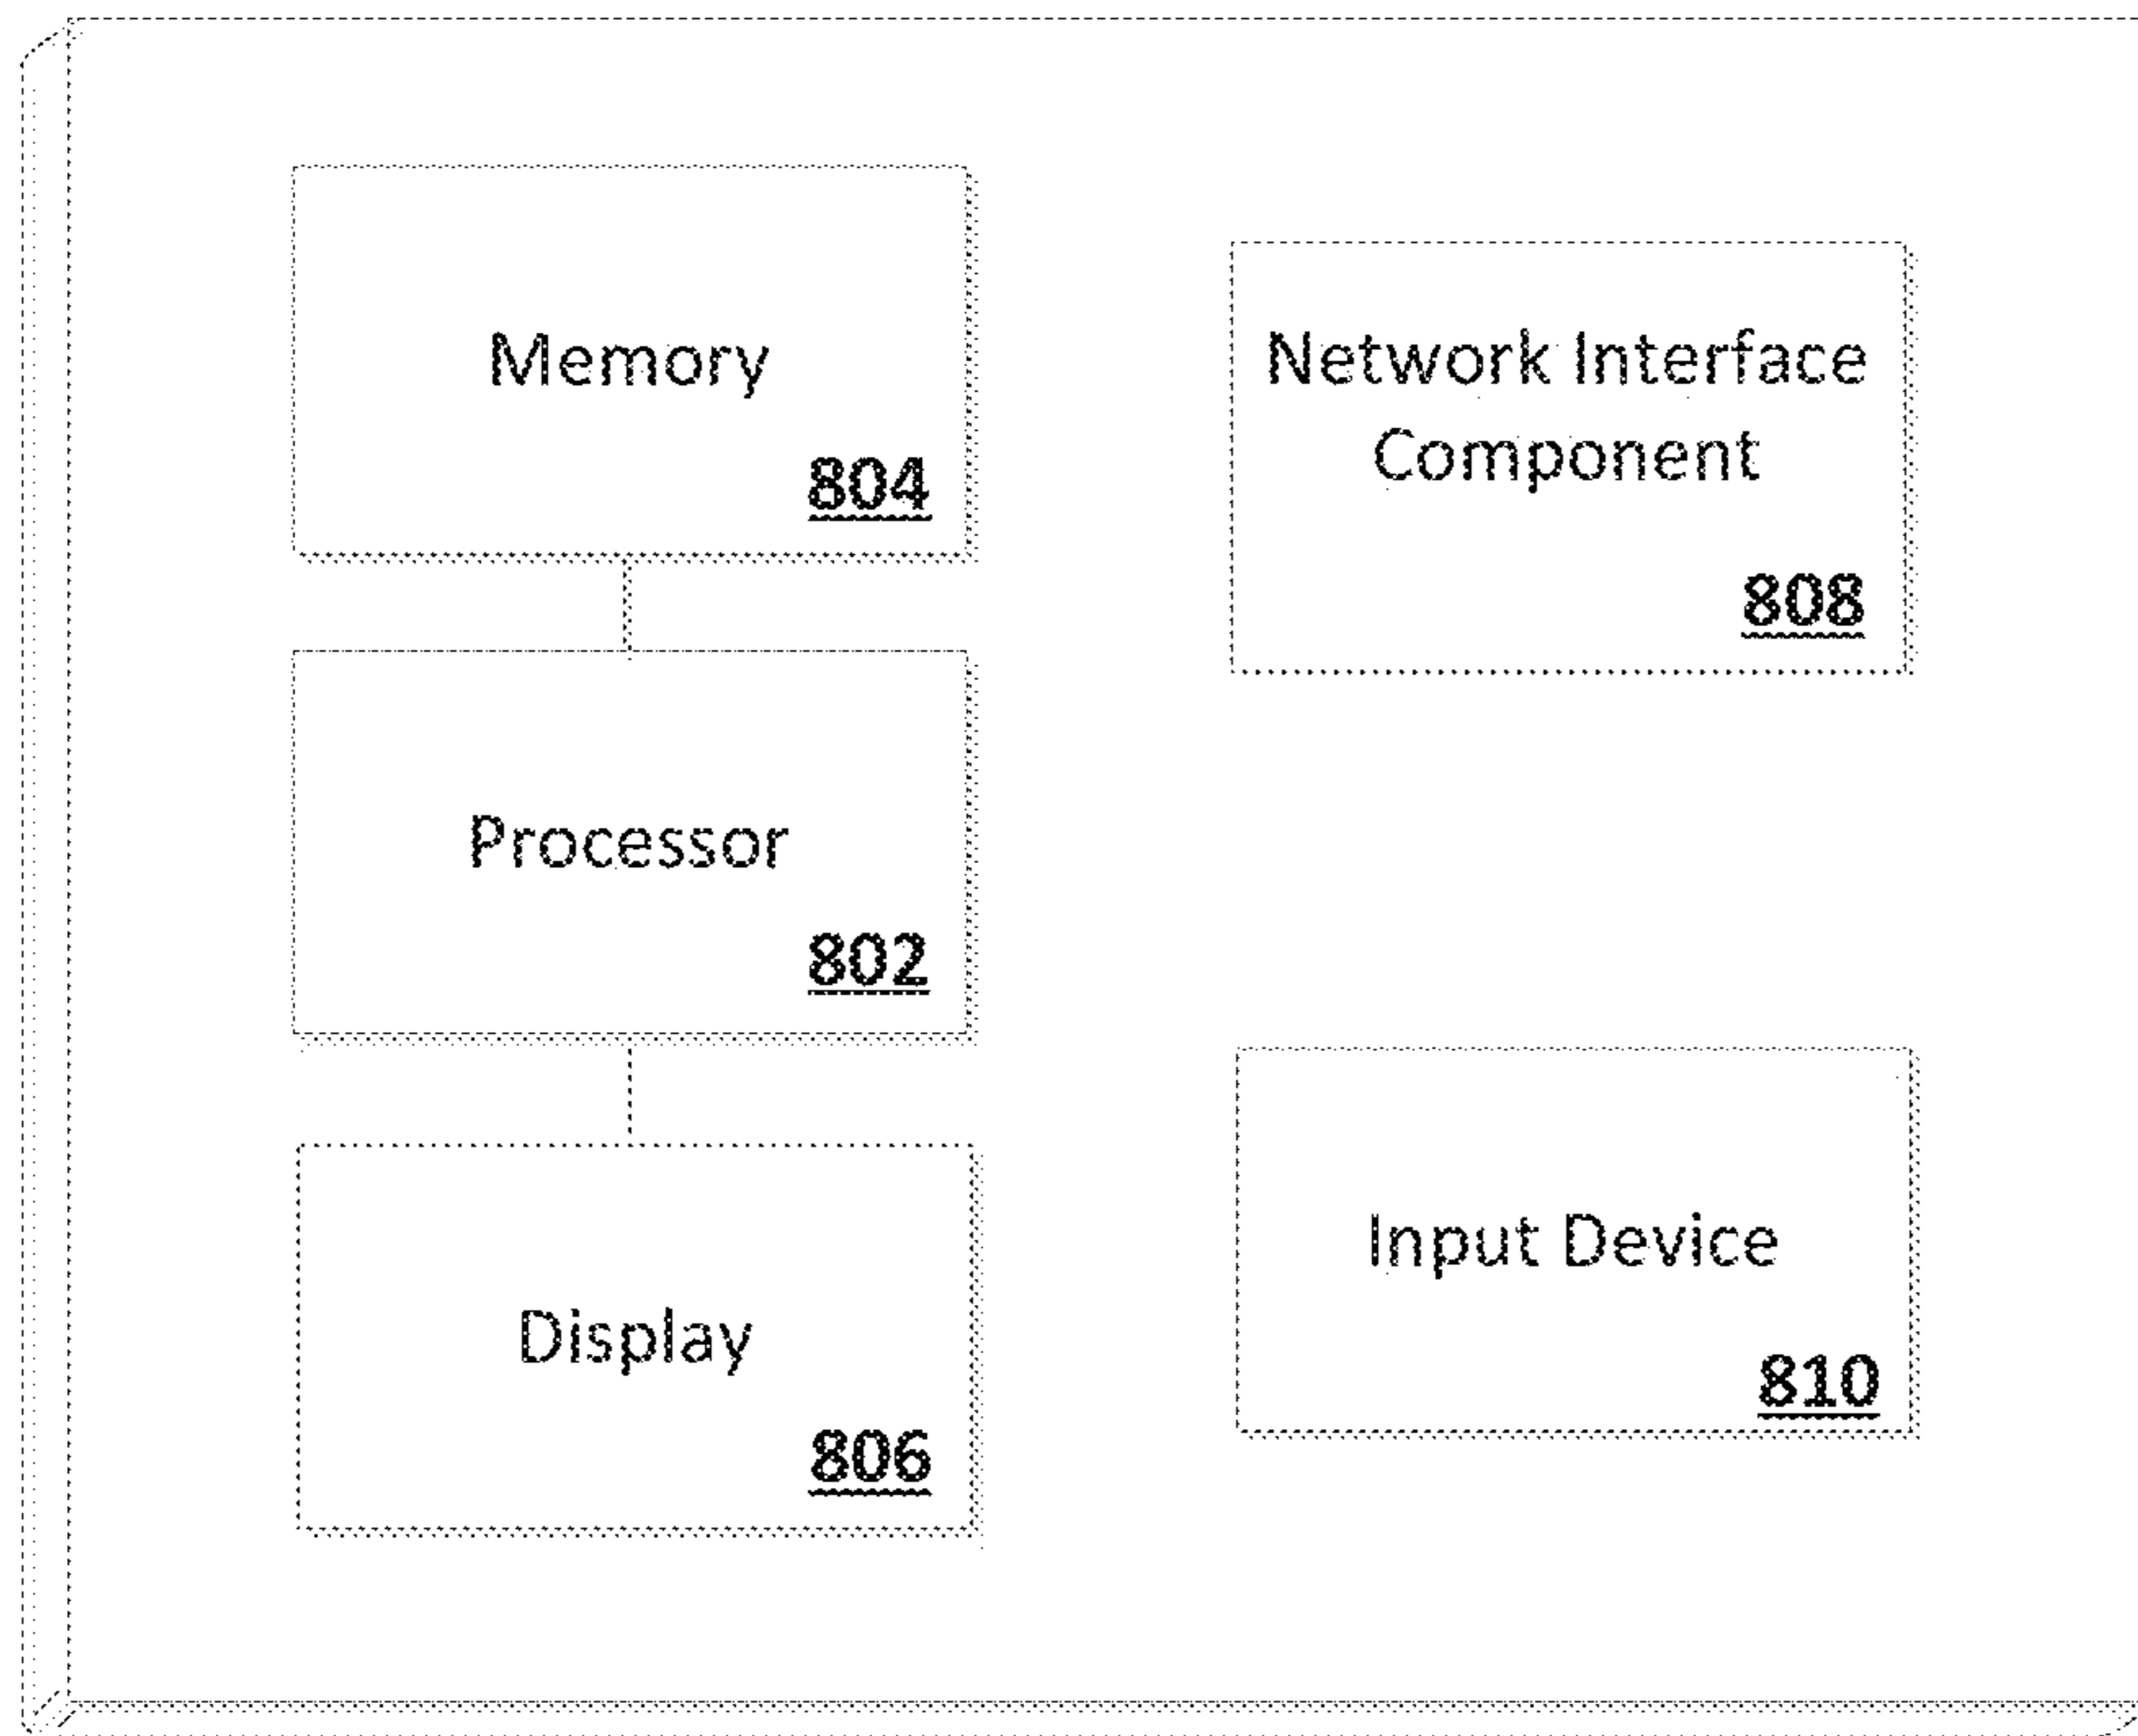 Memory
804
Network Interface
Component
808
Processor
802
Display
806
Input Device
810